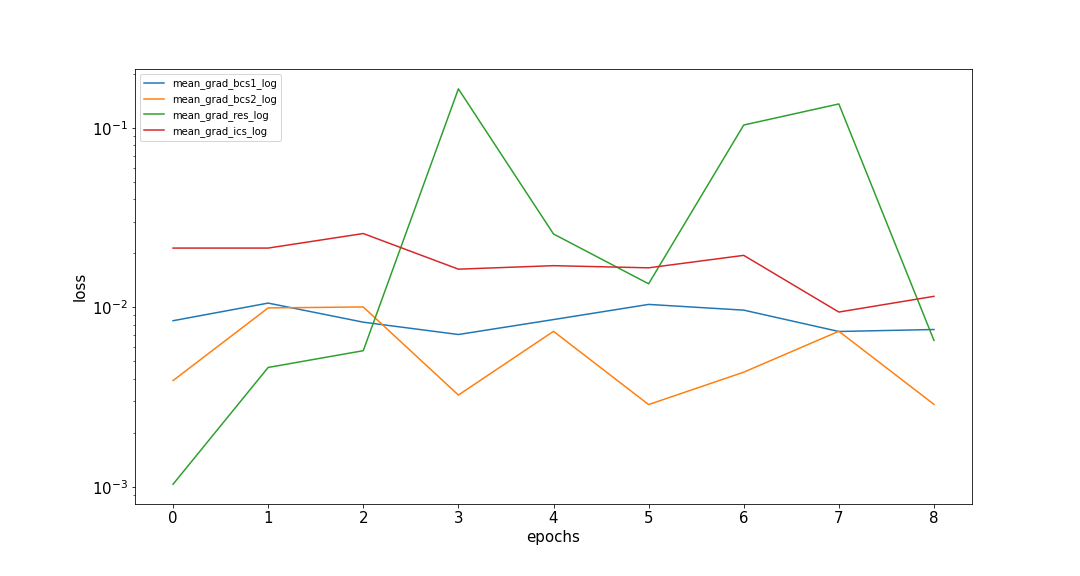 mean_grad_bcs1_log
mean_grad_bcs2_log
mean_grad_res_log
mean_grad_ics_log
10⁻¹
10⁻²
10⁻³
loss
0 1 2 3 4 5 6 7 8
epochs